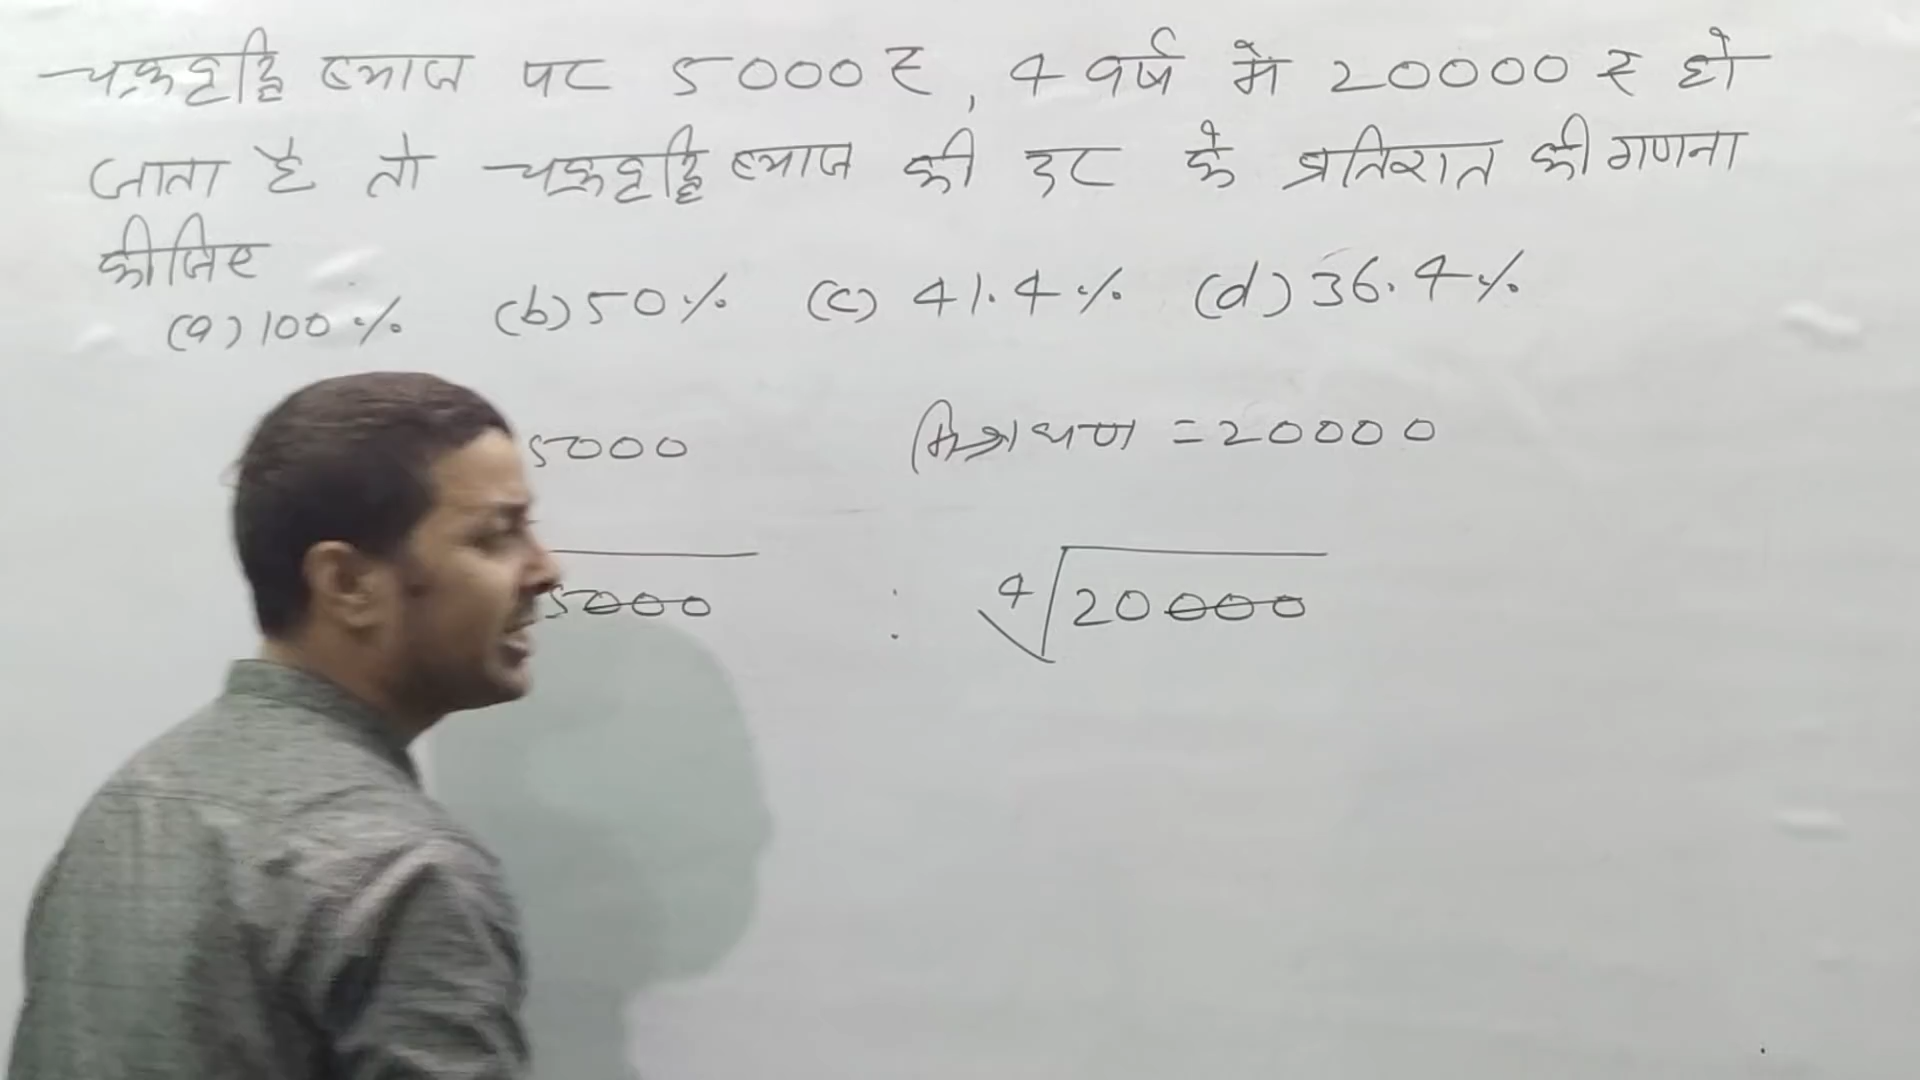 चक्रवृद्धि ब्याज पर 5000 ₹, 4 वर्ष में 20000 ₹ हो
जाता है तो चक्रवृद्धि ब्याज की दर के प्रतिशत की गणना
कीजिए
(a) 100% (b) 50% (c) 41.4% (d) 36.4%
5000 मिश्रधन = 20000
5000 : ∜20000